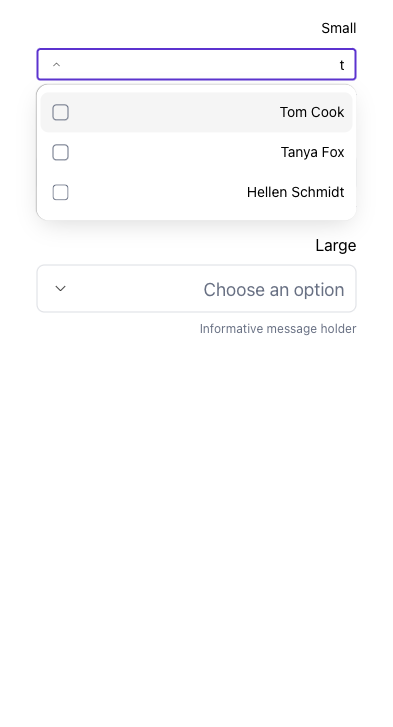 Small
t
Tom Cook
Tanya Fox
Hellen Schmidt
Large
Choose an option
Informative message holder